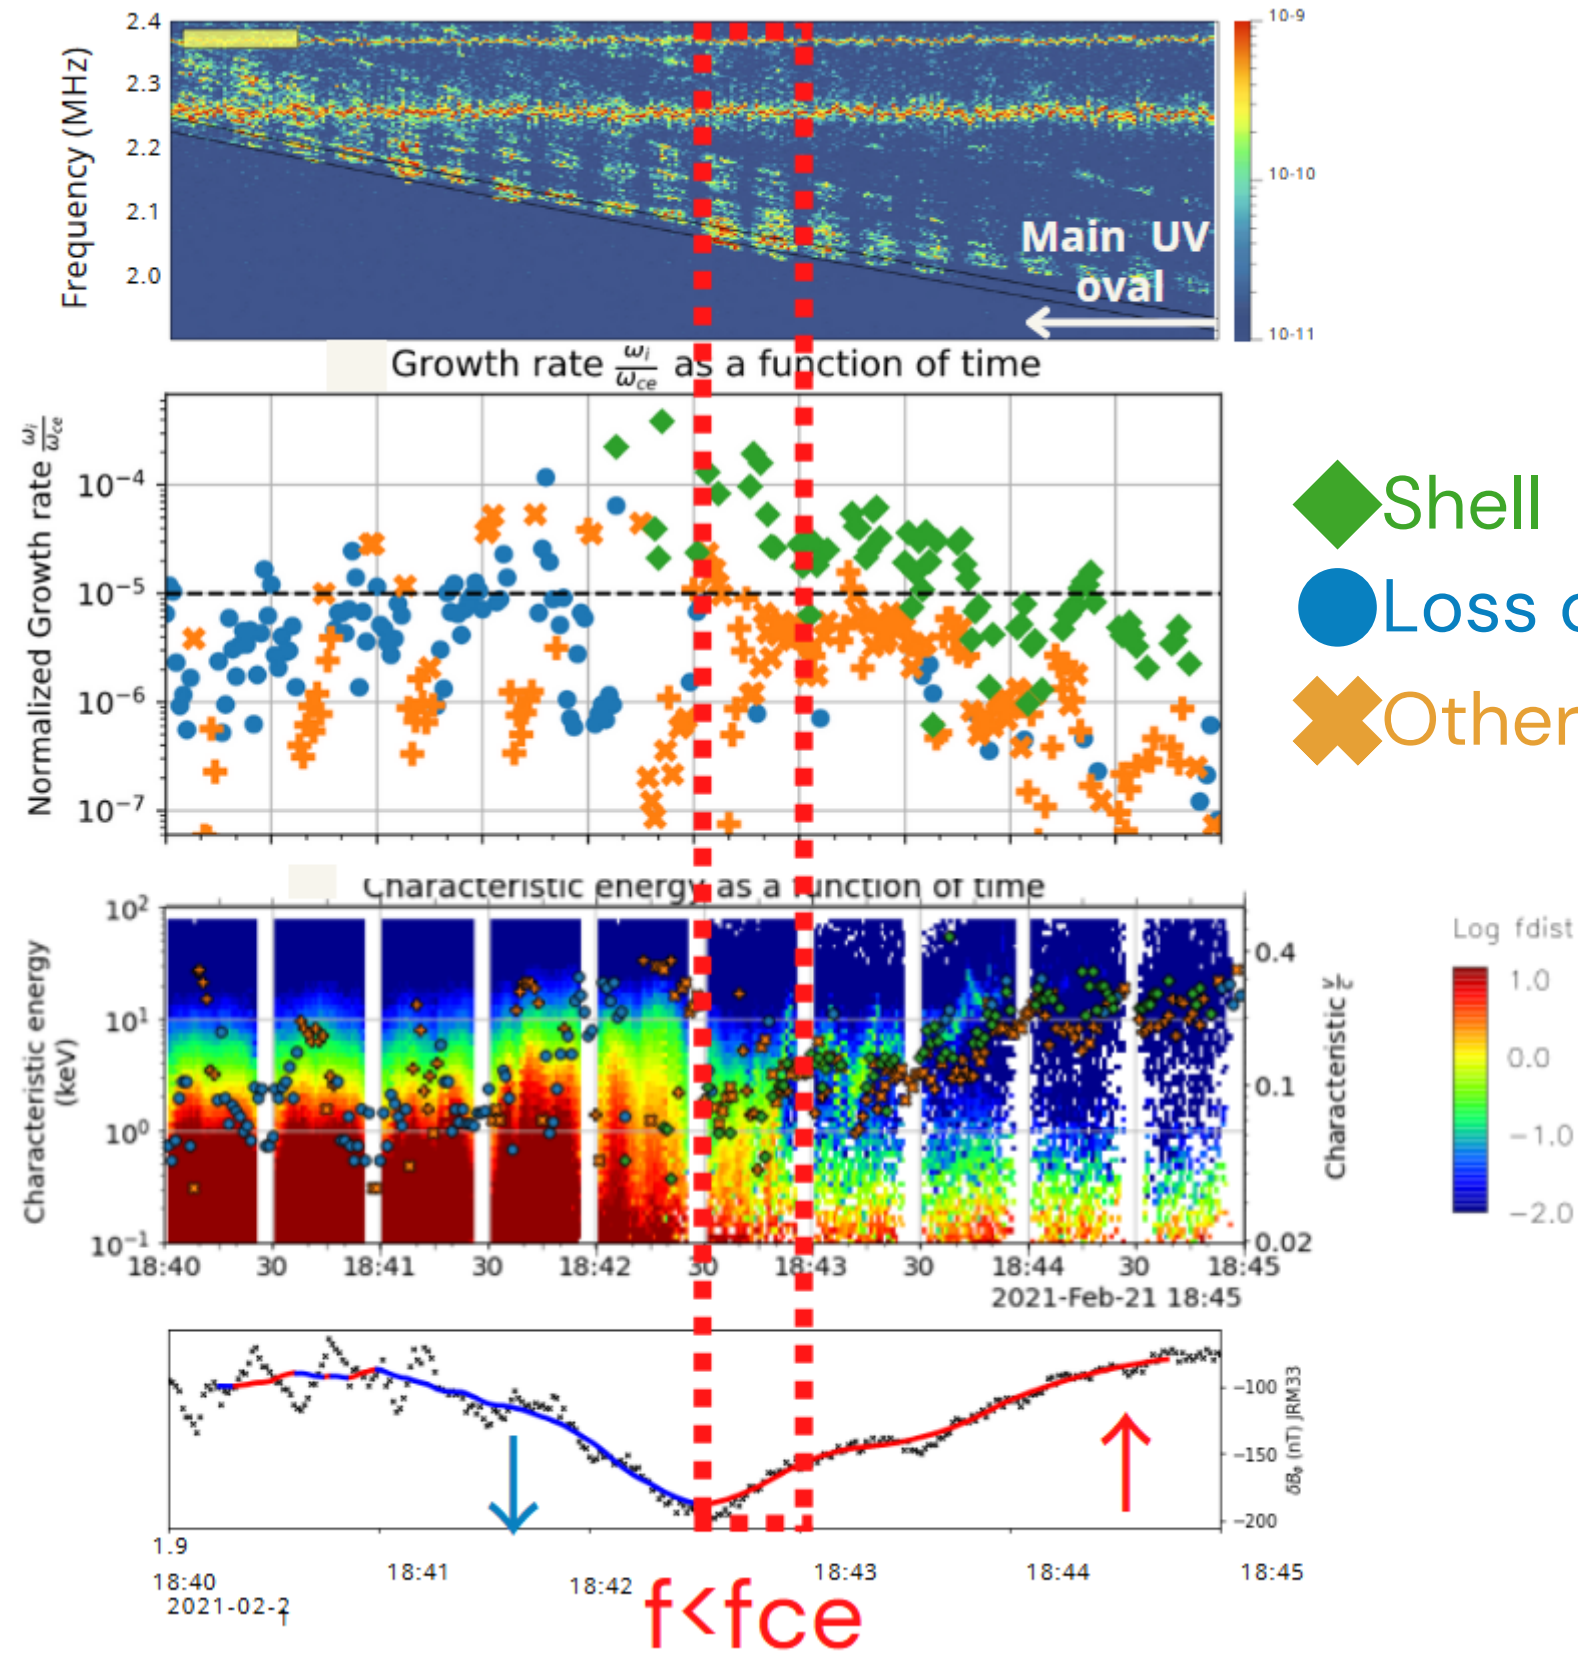 2.4
2.3
2.2
2.1
2.0
Frequency (MHz)
10-9
10-10
10-11
Main UV
oval
Growth rate ωi/ωce as a function of time
Normalized Growth rate ωi/ωce
10⁻⁴
10⁻⁵
10⁻⁶
10⁻⁷
Shell
Loss c
Other
Characteristic energy as a function of time
Characteristic energy
(keV)
10²
10¹
10⁰
10⁻¹
0.4
0.1
0.02
Characteristic v/c
Log fdist
1.0
0.0
−1.0
−2.0
18:40 30 18:41 30 18:42 30 18:43 30 18:44 30 18:45
2021-Feb-21 18:45
−100
−150
−200
δBφ (nT) JRM33
1.9
18:40 18:41 18:42 18:43 18:44 18:45
2021-02-21
f<fce